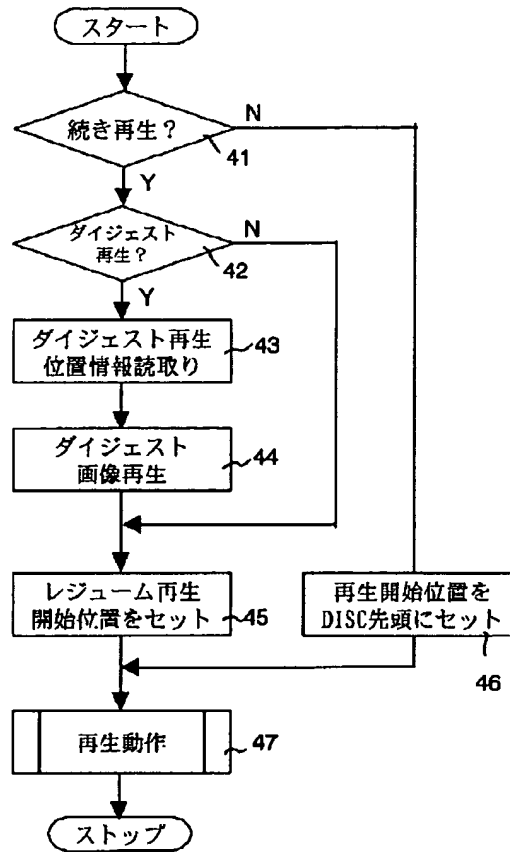 スタート
続き再生？
N
41
Y
ダイジェスト
再生？
N
42
Y
ダイジェスト再生
位置情報読取り
43
ダイジェスト
画像再生
44
レジューム再生
開始位置をセット
45
再生開始位置を
DISC先頭にセット
46
再生動作
47
ストップ